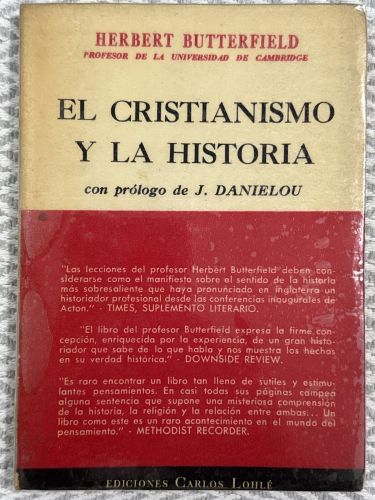 HERBERT BUTTERFIELD
PROFESOR DE LA UNIVERSIDAD DE CAMBRIDGE
EL CRISTIANISMO
Y LA HISTORIA
con prólogo de J. DANIELOU
"Las lecciones del profesor Herbert Butterfield deben con-
siderarse como el manifiesto sobre el sentido de la historia
más sobresaliente que haya pronunciado en inglaterra un
historiador profesional desde las conferencias inaugurales de
Acton." - TIMES, SUPLEMENTO LITERARIO.
"El libro del profesor Butterfield expresa la firme con-
cepción, enriquecida por la experiencia, de un gran histo-
riador que sabe de lo que habla y nos muestra los hechos
en su verdad histórica." - DOWNSIDE REVIEW.
"Es raro encontrar un libro tan lleno de sutiles y estimu-
lantes pensamientos. En casi todas sus páginas campea
alguna sentencia que supone una misteriosa comprensión
de la historia, la religión y la relación entre ambas... Un
libro como este es un raro acontecimiento en el mundo del
pensamiento." - METHODIST RECORDER.
EDICIONES CARLOS LOHLÉ